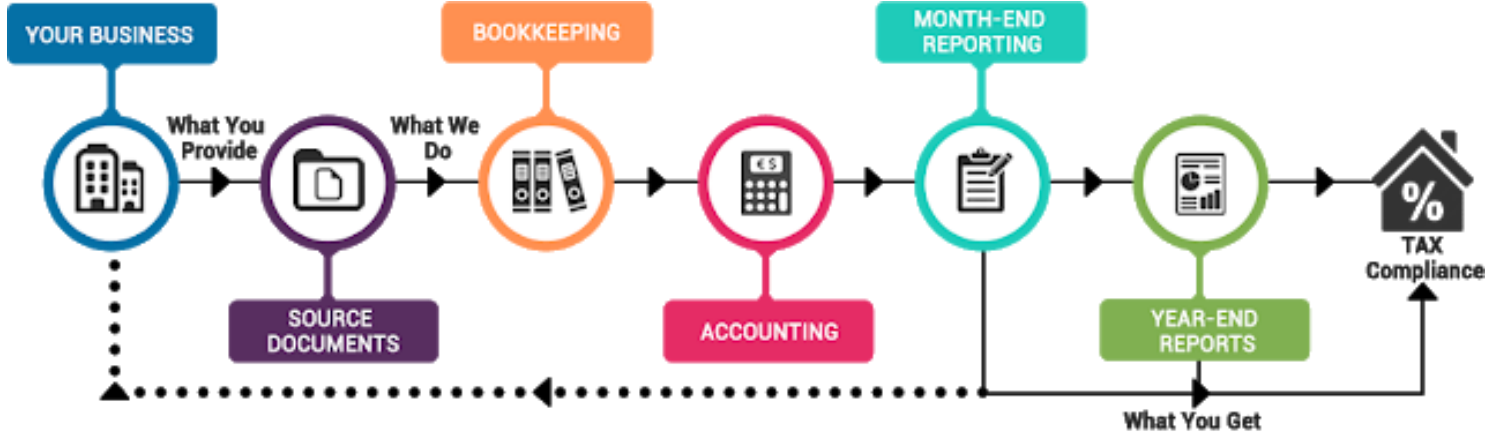 YOUR BUSINESS
What You
Provide
SOURCE
DOCUMENTS
What We
Do
BOOKKEEPING
€ $
ACCOUNTING
MONTH-END
REPORTING
YEAR-END
REPORTS
%
TAX
Compliance
What You Get